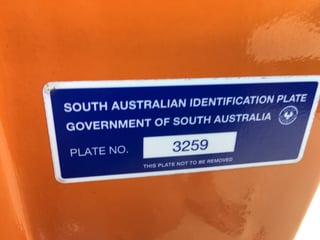 SOUTH AUSTRALIAN IDENTIFICATION PLATE
GOVERNMENT OF SOUTH AUSTRALIA
PLATE NO. 3259
THIS PLATE NOT TO BE REMOVED